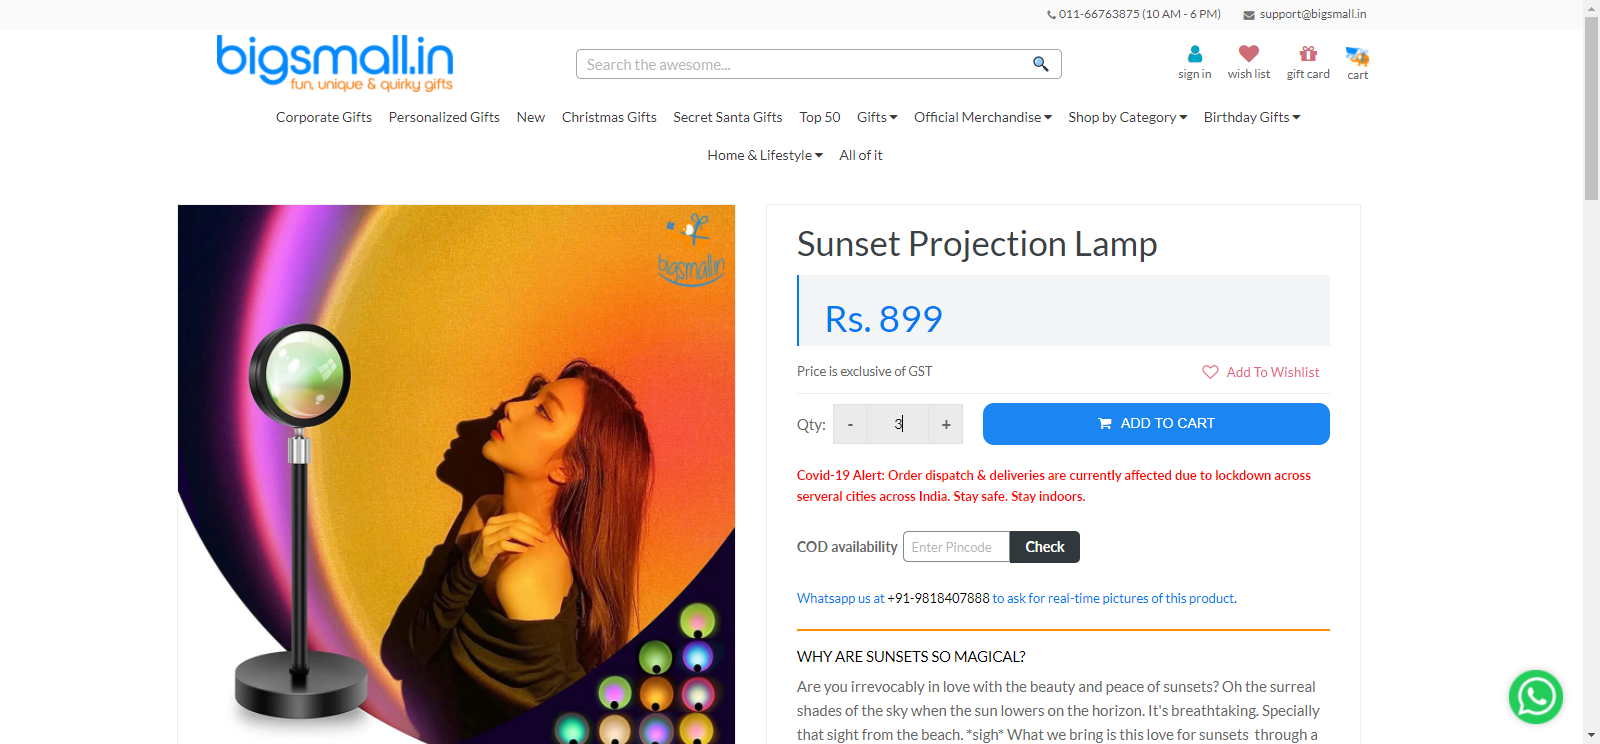 011-66763875 (10 AM - 6 PM) support@bigsmall.in
bigsmall.in
fun, unique & quirky gifts
Search the awesome...
sign in wish list gift card cart
Corporate Gifts Personalized Gifts New Christmas Gifts Secret Santa Gifts Top 50 Gifts Official Merchandise Shop by Category Birthday Gifts
Home & Lifestyle All of it
bigsmall.in
Sunset Projection Lamp
Rs. 899
Price is exclusive of GST
Add To Wishlist
Qty: - 3 + ADD TO CART
Covid-19 Alert: Order dispatch & deliveries are currently affected due to lockdown across
serveral cities across India. Stay safe. Stay indoors.
COD availability Enter Pincode Check
Whatsapp us at +91-9818407888 to ask for real-time pictures of this product.
WHY ARE SUNSETS SO MAGICAL?
Are you irrevocably in love with the beauty and peace of sunsets? Oh the surreal
shades of the sky when the sun lowers on the horizon. It's breathtaking. Specially
that sight from the beach. *sigh* What we bring is this love for sunsets through a